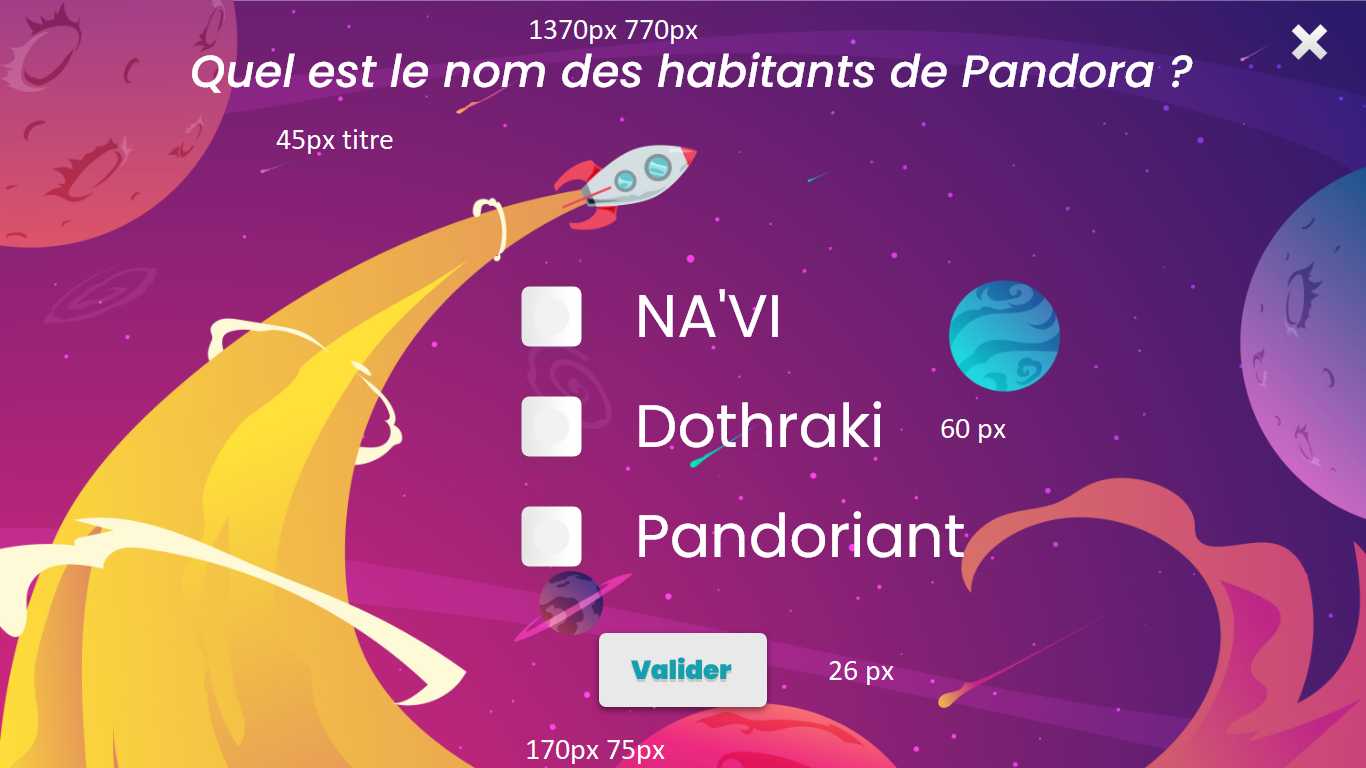 1370px 770px
Quel est le nom des habitants de Pandora ?
45px titre
NA'VI
Dothraki
60 px
Pandoriant
Valider
26 px
170px 75px